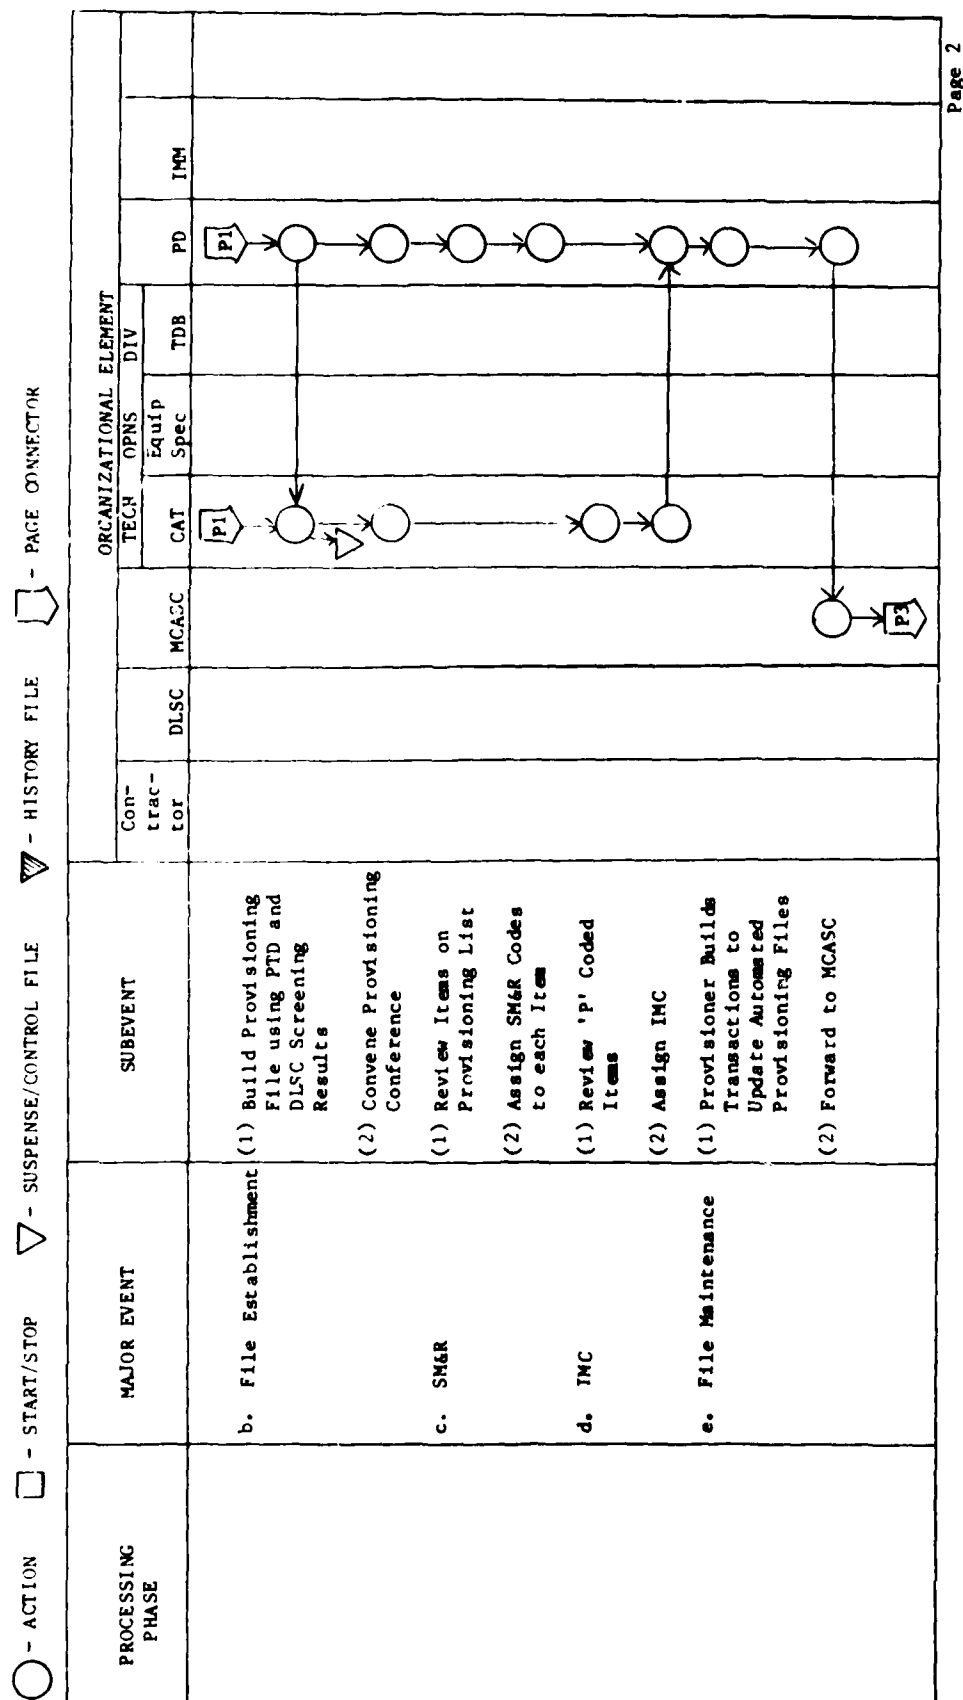 - ACTION
- START/STOP
- SUSPENSE/CONTROL FILE
- HISTORY FILE
- PAGE CONNECTOR
PROCESSING
PHASE
MAJOR EVENT
SUBEVENT
ORGANIZATIONAL ELEMENT
Con-
trac-
tor
DLSC
MCASC
TECH OPNS DIV
CAT
Equip
Spec
TDB
PD
IMM
P1
P1
b. File Establishment
(1) Build Provisioning
File using PTD and
DLSC Screening
Results
(2) Convene Provisioning
Conference
c. SM&R
(1) Review Items on
Provisioning List
(2) Assign SM&R Codes
to each Item
d. IMC
(1) Review 'P' Coded
Items
(2) Assign IMC
e. File Maintenance
(1) Provisioner Builds
Transactions to
Update Automated
Provisioning Files
(2) Forward to MCASC
P3
Page 2